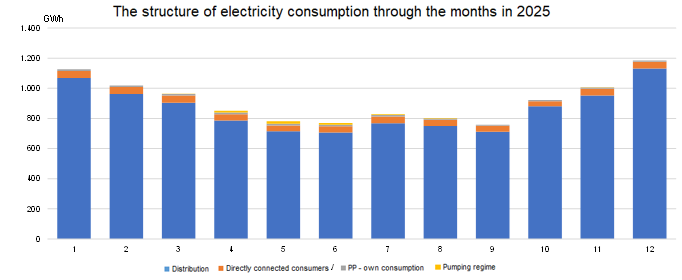 The structure of electricity consumption through the months in 2025
GWh
1.400
1.200
1.000
800
600
400
200
0
1 2 3 4 5 6 7 8 9 10 11 12
Distribution Directly connected consumers / PP - own consumption Pumping regime